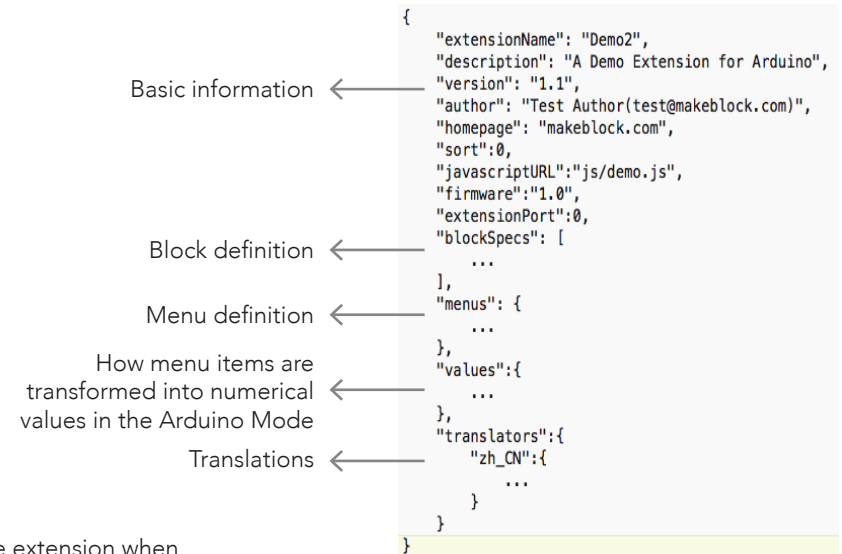 {
"extensionName": "Demo2",
"description": "A Demo Extension for Arduino",
Basic information
"version": "1.1",
"author": "Test Author(test@makeblock.com)",
"homepage": "makeblock.com",
"sort":0,
"javascriptURL":"js/demo.js",
"firmware":"1.0",
"extensionPort":0,
Block definition
"blockSpecs": [
...
],
Menu definition
"menus": {
...
},
How menu items are
transformed into numerical
values in the Arduino Mode
"values":{
...
},
"translators":{
Translations
"zh_CN":{
...
}
}
}
extension when